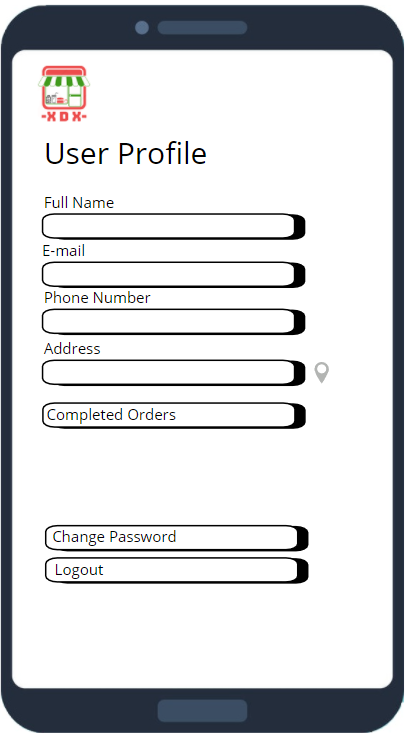 -XDX-
User Profile
Full Name
E-mail
Phone Number
Address
Completed Orders
Change Password
Logout